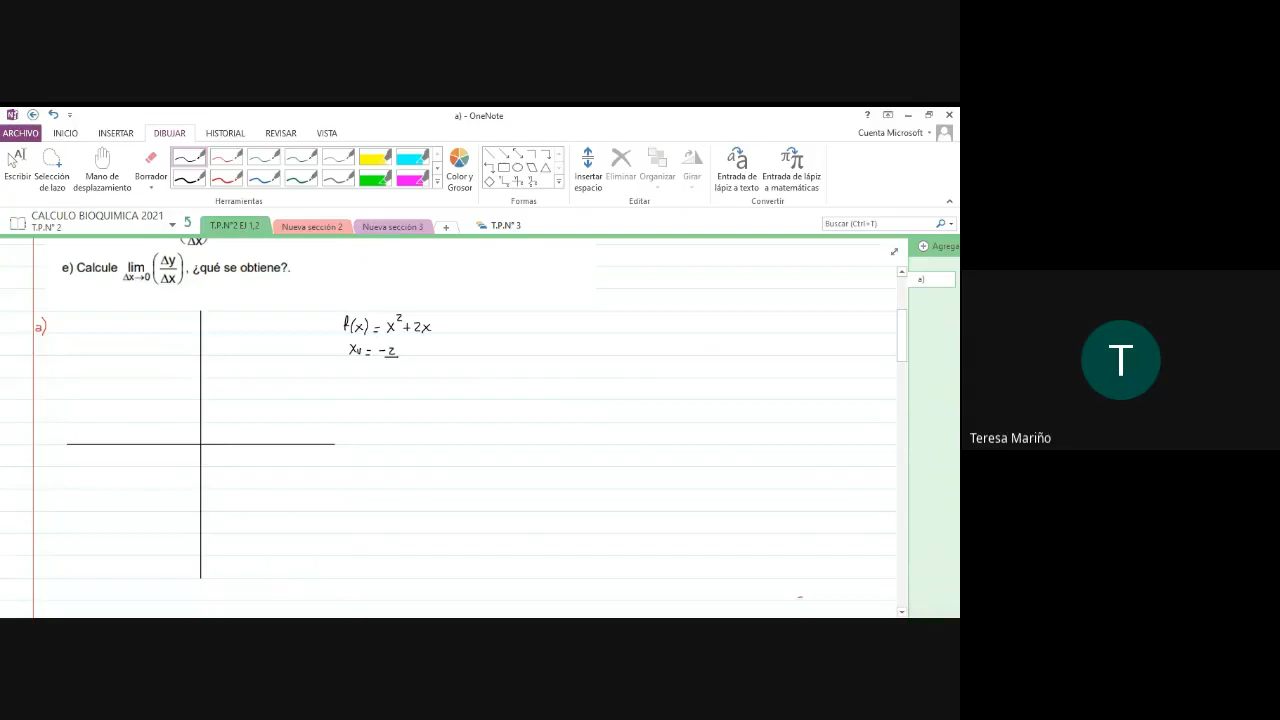 a) - OneNote
?
ARCHIVO INICIO INSERTAR DIBUJAR HISTORIAL REVISAR VISTA
Cuenta Microsoft
Escribir
Selección de lazo
Mano de desplazamiento
Borrador
Color y Grosor
Insertar espacio
Eliminar
Organizar
Girar
Entrada de lápiz a texto
Entrada de lápiz a matemáticas
Herramientas
Formas
Editar
Convertir
CALCULO BIOQUIMICA 2021
T.P.N° 2
T.P.N°2 EJ 1,2
Nueva sección 2
Nueva sección 3
+
T.P.N° 3
Buscar (Ctrl+T)
Agrega
a)
(Δx)
e) Calcule lim Δx→0 (Δy/Δx), ¿qué se obtiene?.
a)
f(x) = x² + 2x
xv = -2
T
Teresa Mariño